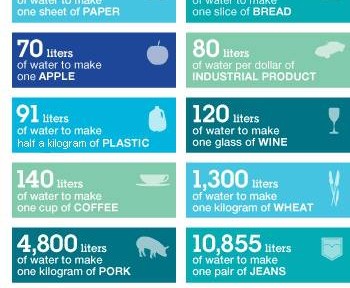 of water to make
one sheet of PAPER
of water to make
one slice of BREAD
70 liters
of water to make
one APPLE
80 liters
of water per dollar of
INDUSTRIAL PRODUCT
91 liters
of water to make
half a kilogram of PLASTIC
120 liters
of water to make
one glass of WINE
140 liters
of water to make
one cup of COFFEE
1,300 liters
of water to make
one kilogram of WHEAT
4,800 liters
of water to make
one kilogram of PORK
10,855 liters
of water to make
one pair of JEANS